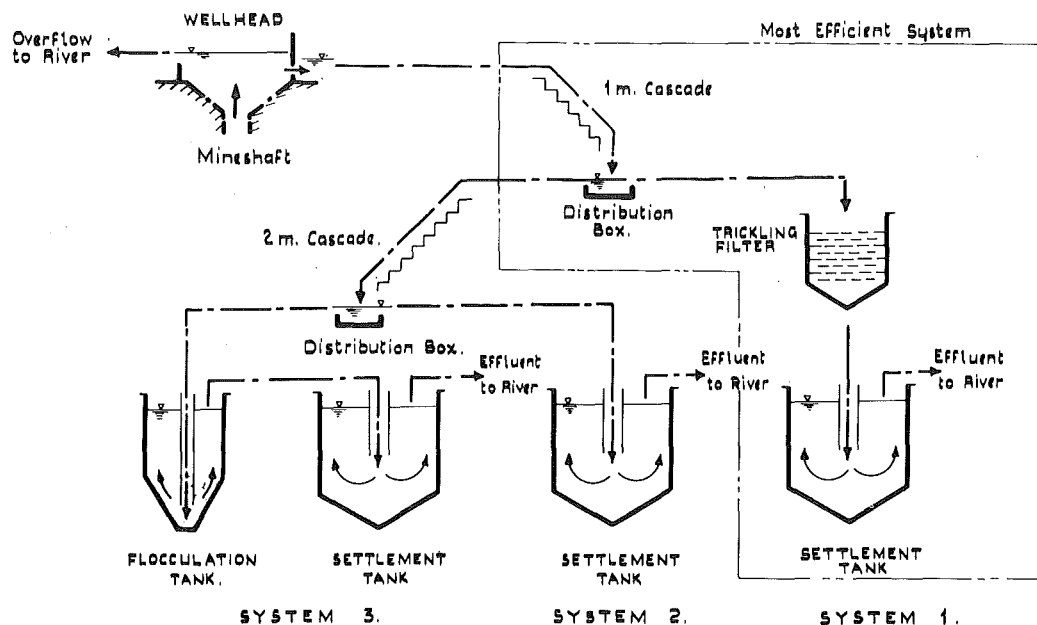 WELLHEAD
Overflow
to River
Mineshaft
Most Efficient System
1m. Cascade
Distribution
Box.
TRICKLING
FILTER
2m. Cascade.
Distribution Box.
Effluent
to River
Effluent
to River
Effluent
to River
FLOCCULATION
TANK.
SETTLEMENT
TANK
SETTLEMENT
TANK
SETTLEMENT
TANK
SYSTEM 3.
SYSTEM 2.
SYSTEM 1.